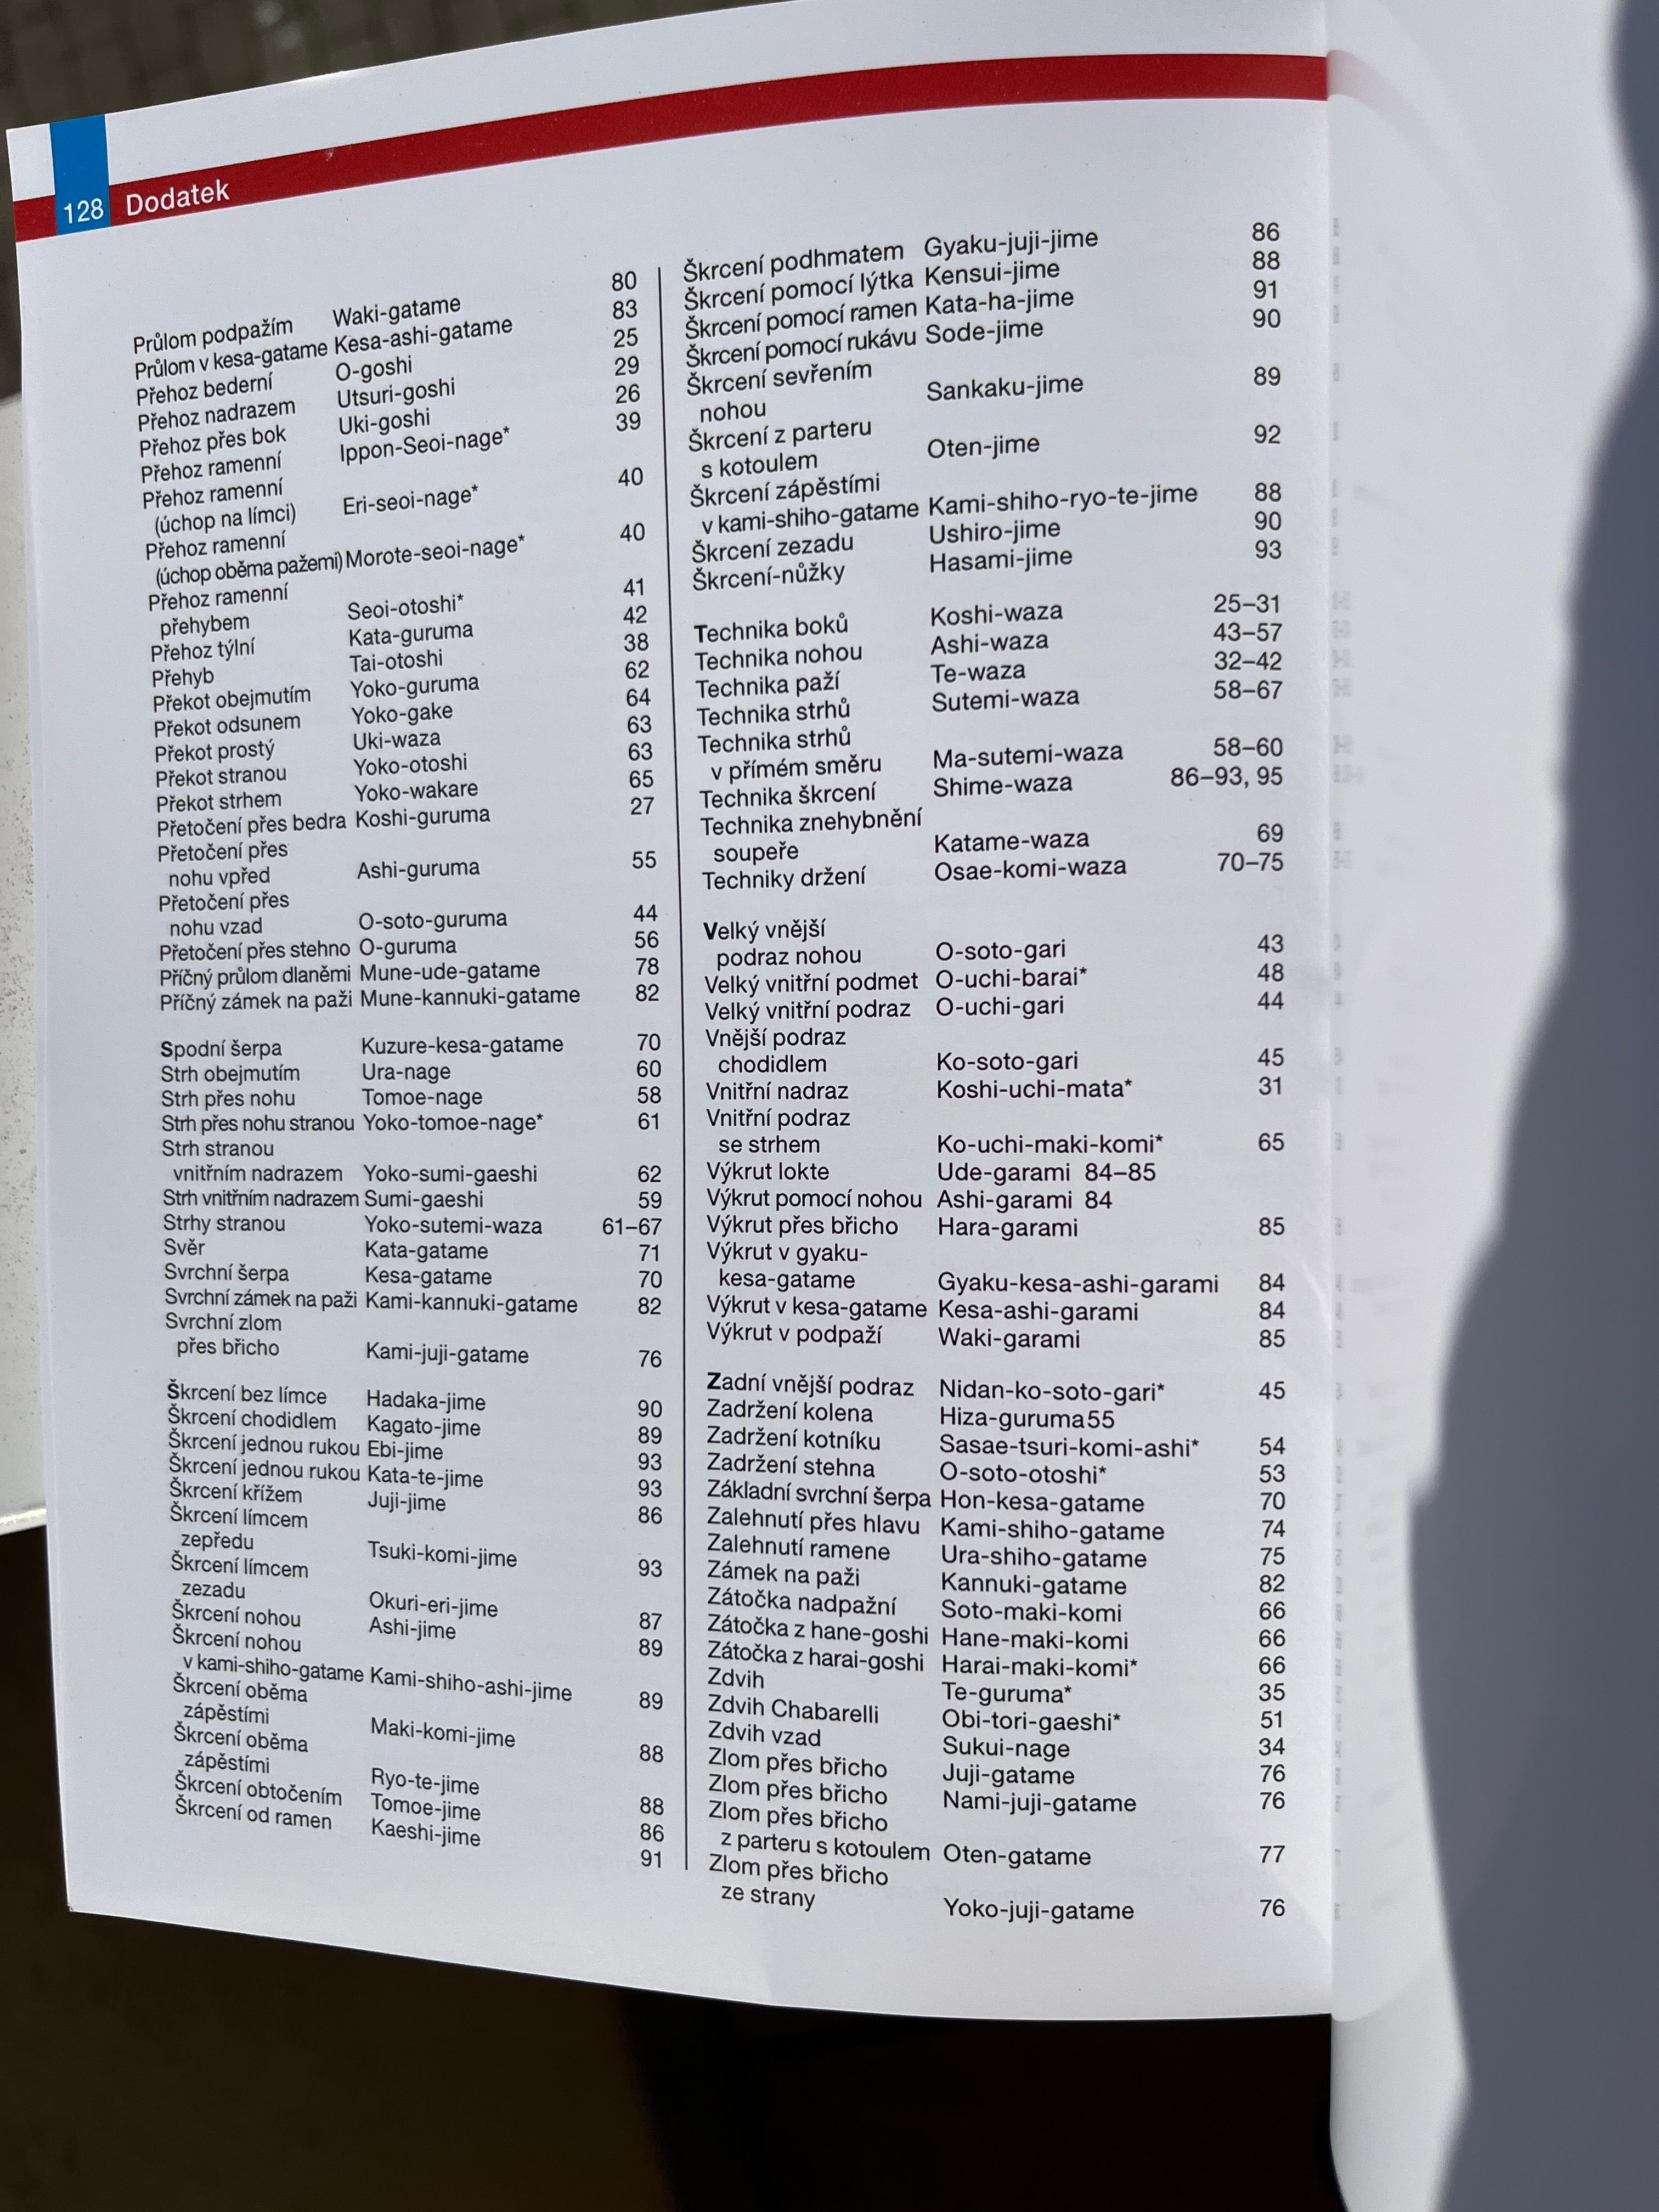 128 Dodatek
Průlom podpažím Waki-gatame 80
Průlom v kesa-gatame Kesa-ashi-gatame 83
Přehoz bederní O-goshi 25
Přehoz nadrazem Utsuri-goshi 29
Přehoz přes bok Uki-goshi 26
Přehoz ramenní Ippon-Seoi-nage* 39
Přehoz ramenní
(úchop na límci) Eri-seoi-nage* 40
Přehoz ramenní
(úchop oběma pažemi) Morote-seoi-nage* 40
Přehoz ramenní
přehybem Seoi-otoshi* 41
Přehoz týlní Kata-guruma 42
Přehyb Tai-otoshi 38
Překot obejmutím Yoko-guruma 62
Překot odsunem Yoko-gake 64
Překot prostý Uki-waza 63
Překot stranou Yoko-otoshi 63
Překot strhem Yoko-wakare 65
Přetočení přes bedra Koshi-guruma 27
Přetočení přes
nohu vpřed Ashi-guruma 55
Přetočení přes
nohu vzad O-soto-guruma 44
Přetočení přes stehno O-guruma 56
Příčný průlom dlaněmi Mune-ude-gatame 78
Příčný zámek na paži Mune-kannuki-gatame 82
Spodní šerpa Kuzure-kesa-gatame 70
Strh obejmutím Ura-nage 60
Strh přes nohu Tomoe-nage 58
Strh přes nohu stranou Yoko-tomoe-nage* 61
Strh stranou
vnitřním nadrazem Yoko-sumi-gaeshi 62
Strh vnitřním nadrazem Sumi-gaeshi 59
Strhy stranou Yoko-sutemi-waza 61–67
Svěr Kata-gatame 71
Svrchní šerpa Kesa-gatame 70
Svrchní zámek na paži Kami-kannuki-gatame 82
Svrchní zlom
přes břicho Kami-juji-gatame 76
Škrcení bez límce Hadaka-jime 90
Škrcení chodidlem Kagato-jime 89
Škrcení jednou rukou Ebi-jime 93
Škrcení jednou rukou Kata-te-jime 93
Škrcení křížem Juji-jime 86
Škrcení límcem
zepředu Tsuki-komi-jime 93
Škrcení límcem
zezadu Okuri-eri-jime 87
Škrcení nohou Ashi-jime 89
Škrcení nohou
v kami-shiho-gatame Kami-shiho-ashi-jime 89
Škrcení oběma
zápěstími Maki-komi-jime 88
Škrcení oběma
zápěstími Ryo-te-jime 88
Škrcení obtočením Tomoe-jime 86
Škrcení od ramen Kaeshi-jime 91
Škrcení podhmatem Gyaku-juji-jime 86
Škrcení pomocí lýtka Kensui-jime 88
Škrcení pomocí ramen Kata-ha-jime 91
Škrcení pomocí rukávu Sode-jime 90
Škrcení sevřením
nohou Sankaku-jime 89
Škrcení z parteru
s kotoulem Oten-jime 92
Škrcení zápěstími
v kami-shiho-gatame Kami-shiho-ryo-te-jime 88
Škrcení zezadu Ushiro-jime 90
Škrcení-nůžky Hasami-jime 93
Technika boků Koshi-waza 25–31
Technika nohou Ashi-waza 43–57
Technika paží Te-waza 32–42
Technika strhů Sutemi-waza 58–67
Technika strhů
v přímém směru Ma-sutemi-waza 58–60
Technika škrcení Shime-waza 86–93, 95
Technika znehybnění
soupeře Katame-waza 69
Techniky držení Osae-komi-waza 70–75
Velký vnější
podraz nohou O-soto-gari 43
Velký vnitřní podmet O-uchi-barai* 48
Velký vnitřní podraz O-uchi-gari 44
Vnější podraz
chodidlem Ko-soto-gari 45
Vnitřní nadraz Koshi-uchi-mata* 31
Vnitřní podraz
se strhem Ko-uchi-maki-komi* 65
Výkrut lokte Ude-garami 84–85
Výkrut pomocí nohou Ashi-garami 84
Výkrut přes břicho Hara-garami 85
Výkrut v gyaku-
kesa-gatame Gyaku-kesa-ashi-garami 84
Výkrut v kesa-gatame Kesa-ashi-garami 84
Výkrut v podpaží Waki-garami 85
Zadní vnější podraz Nidan-ko-soto-gari* 45
Zadržení kolena Hiza-guruma55
Zadržení kotníku Sasae-tsuri-komi-ashi* 54
Zadržení stehna O-soto-otoshi* 53
Základní svrchní šerpa Hon-kesa-gatame 70
Zalehnutí přes hlavu Kami-shiho-gatame 74
Zalehnutí ramene Ura-shiho-gatame 75
Zámek na paži Kannuki-gatame 82
Zátočka nadpažní Soto-maki-komi 66
Zátočka z hane-goshi Hane-maki-komi 66
Zátočka z harai-goshi Harai-maki-komi* 66
Zdvih Te-guruma* 35
Zdvih Chabarelli Obi-tori-gaeshi* 51
Zdvih vzad Sukui-nage 34
Zlom přes břicho Juji-gatame 76
Zlom přes břicho Nami-juji-gatame 76
Zlom přes břicho
z parteru s kotoulem Oten-gatame 77
Zlom přes břicho
ze strany Yoko-juji-gatame 76